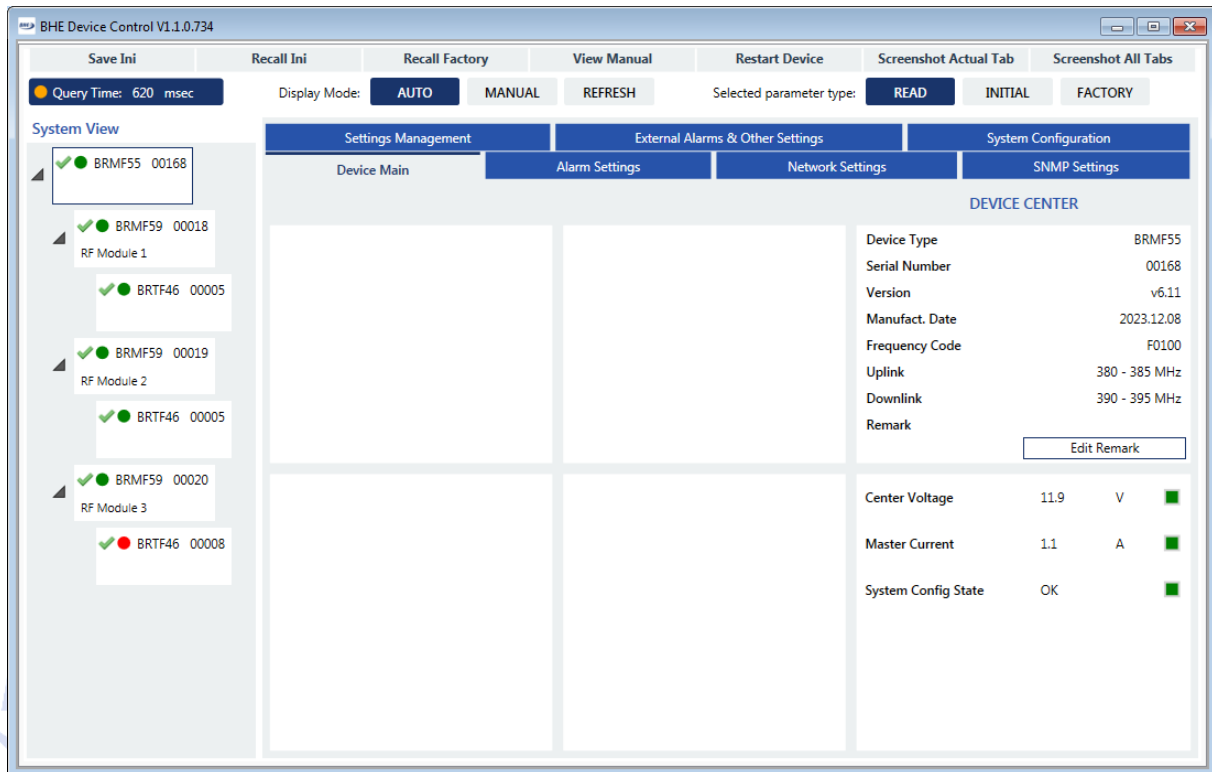 BHE BHE Device Control V1.1.0.734
Save Ini Recall Ini Recall Factory View Manual Restart Device Screenshot Actual Tab Screenshot All Tabs
Query Time: 620 msec Display Mode: AUTO MANUAL REFRESH Selected parameter type: READ INITIAL FACTORY
System View
BRMF55 00168
BRMF59 00018
RF Module 1
BRTF46 00005
BRMF59 00019
RF Module 2
BRTF46 00005
BRMF59 00020
RF Module 3
BRTF46 00008
Settings Management External Alarms & Other Settings System Configuration
Device Main Alarm Settings Network Settings SNMP Settings
DEVICE CENTER
Device Type BRMF55
Serial Number 00168
Version v6.11
Manufact. Date 2023.12.08
Frequency Code F0100
Uplink 380 - 385 MHz
Downlink 390 - 395 MHz
Remark
Edit Remark
Center Voltage 11.9 V
Master Current 1.1 A
System Config State OK